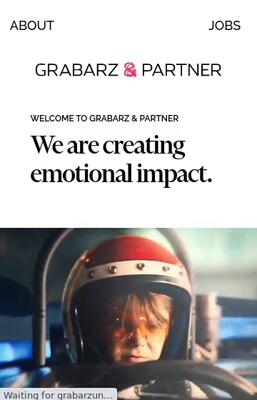 ABOUT
JOBS
GRABARZ & PARTNER
WELCOME TO GRABARZ & PARTNER
We are creating
emotional impact.
Waiting for grabarzun...